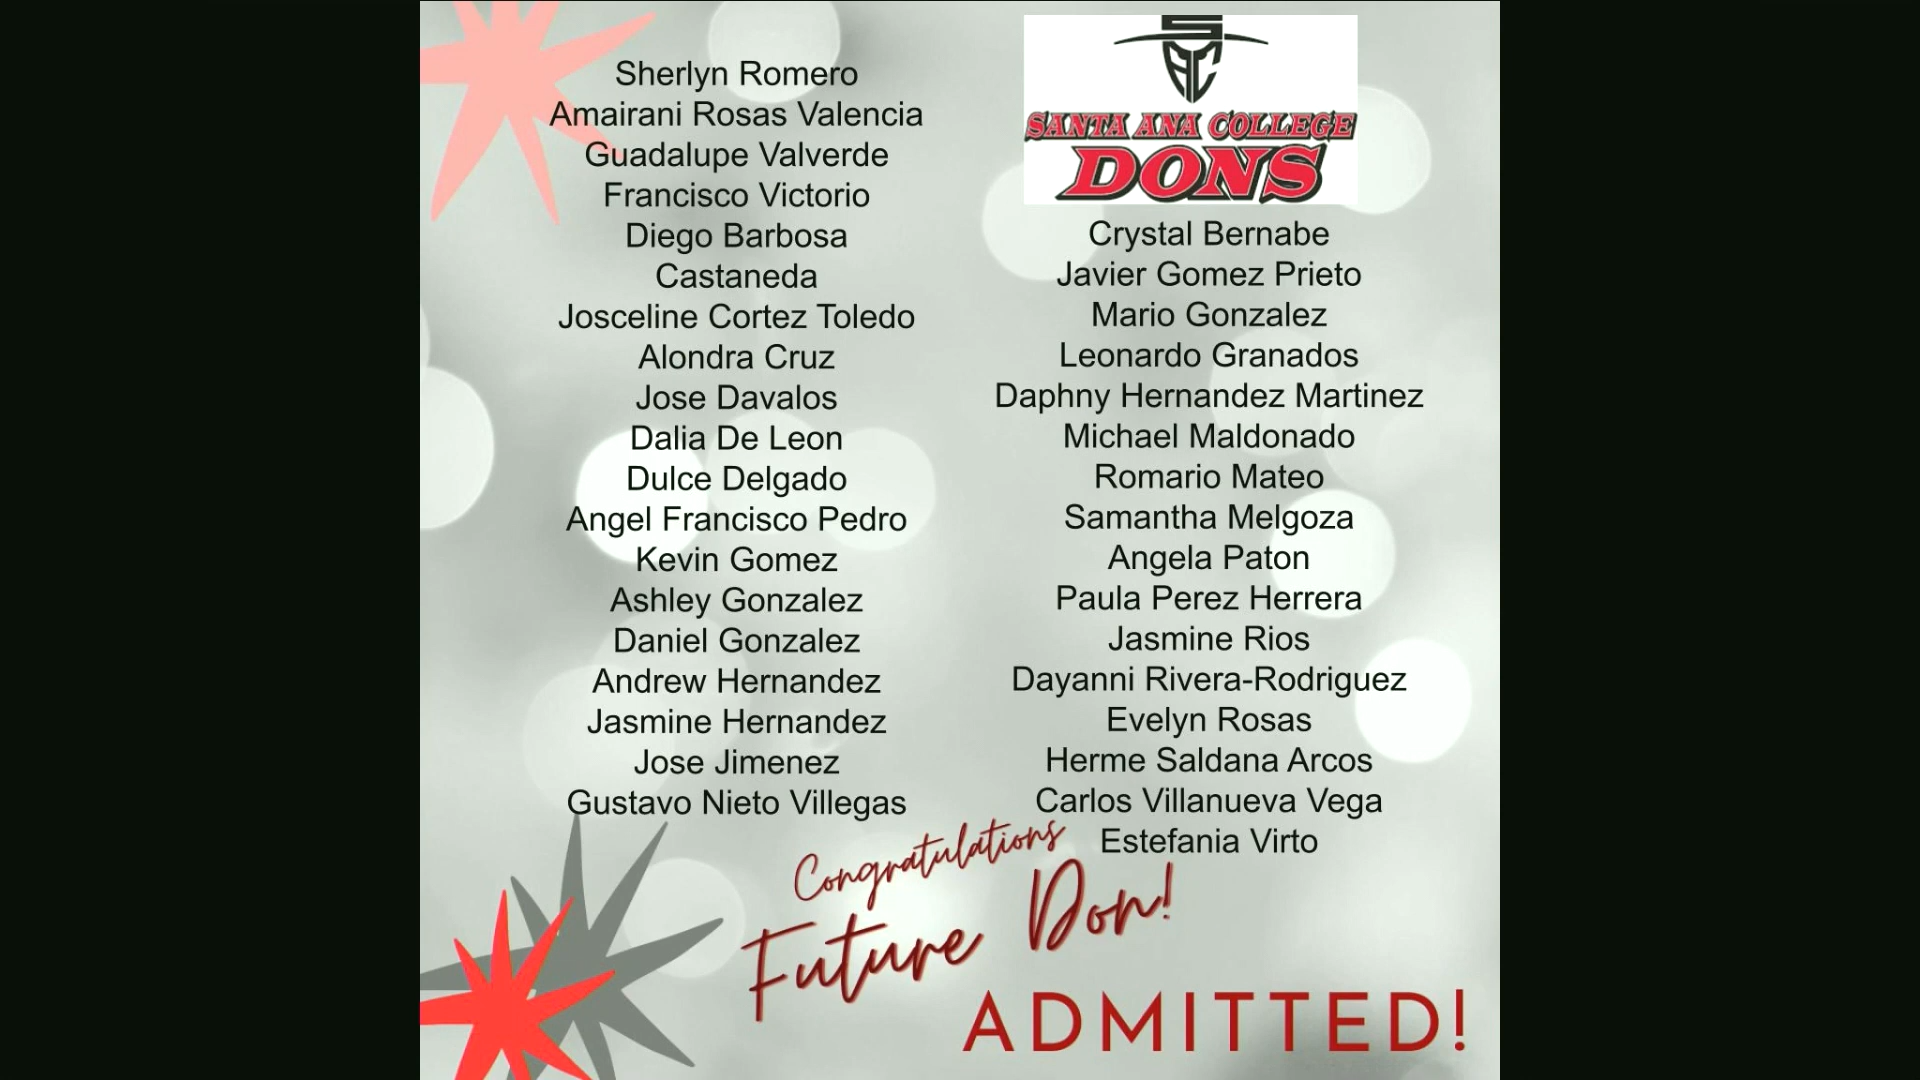 Sherlyn Romero
Amairani Rosas Valencia
Guadalupe Valverde
Francisco Victorio
Diego Barbosa
Castaneda
Josceline Cortez Toledo
Alondra Cruz
Jose Davalos
Dalia De Leon
Dulce Delgado
Angel Francisco Pedro
Kevin Gomez
Ashley Gonzalez
Daniel Gonzalez
Andrew Hernandez
Jasmine Hernandez
Jose Jimenez
Gustavo Nieto Villegas
SAC
SANTA ANA COLLEGE
DONS
Crystal Bernabe
Javier Gomez Prieto
Mario Gonzalez
Leonardo Granados
Daphny Hernandez Martinez
Michael Maldonado
Romario Mateo
Samantha Melgoza
Angela Paton
Paula Perez Herrera
Jasmine Rios
Dayanni Rivera-Rodriguez
Evelyn Rosas
Herme Saldana Arcos
Carlos Villanueva Vega
Estefania Virto
Congratulations
Future Don!
ADMITTED!